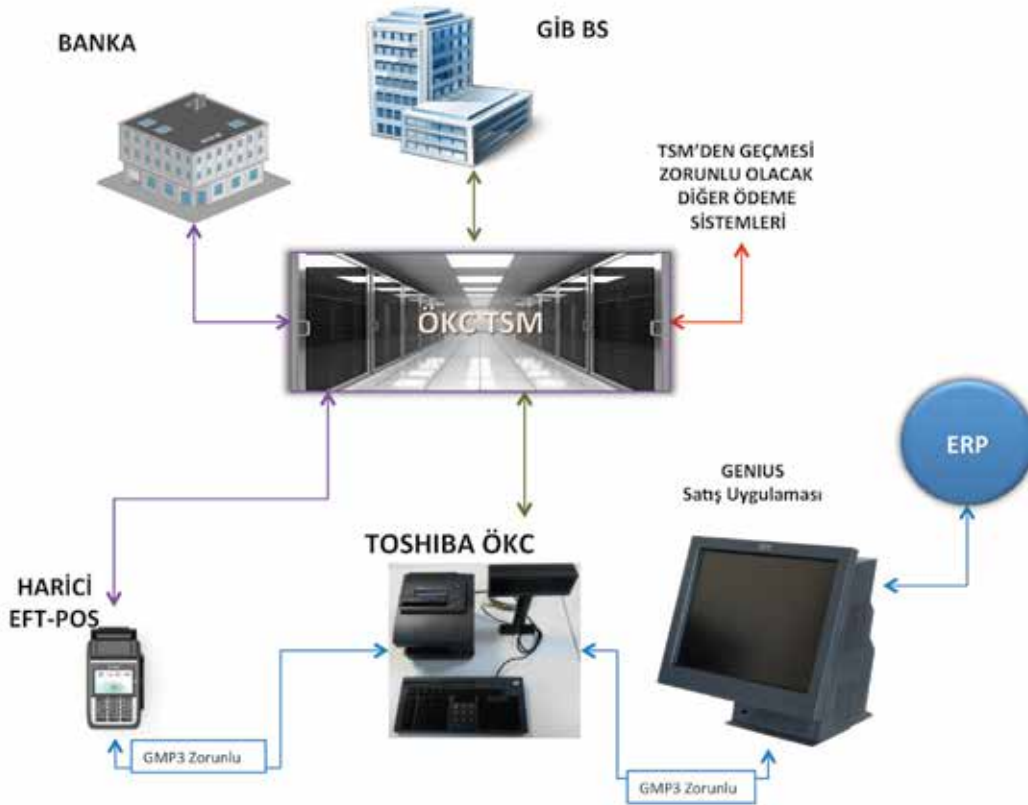 BANKA
GİB BS
TSM'DEN GEÇMESİ
ZORUNLU OLACAK
DİĞER ÖDEME
SİSTEMLERİ
ÖKC TSM
ERP
GENIUS
Satış Uygulaması
TOSHIBA ÖKC
HARİCİ
EFT-POS
GMP3 Zorunlu
GMP3 Zorunlu